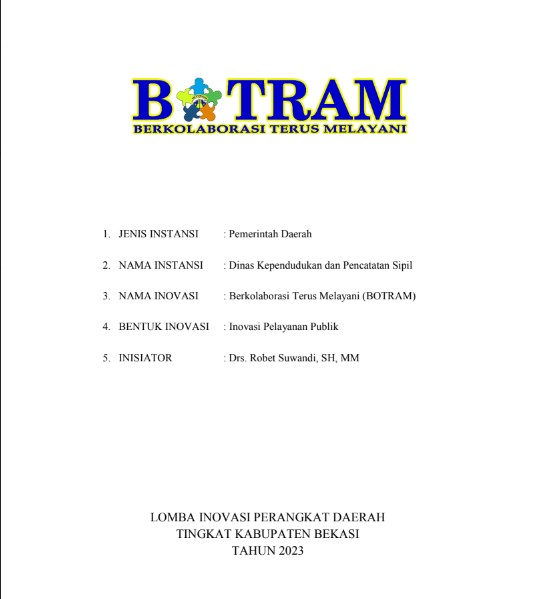 BOTRAM
BERKOLABORASI TERUS MELAYANI
1. JENIS INSTANSI : Pemerintah Daerah
2. NAMA INSTANSI : Dinas Kependudukan dan Pencatatan Sipil
3. NAMA INOVASI : Berkolaborasi Terus Melayani (BOTRAM)
4. BENTUK INOVASI : Inovasi Pelayanan Publik
5. INISIATOR : Drs. Robet Suwandi, SH, MM
LOMBA INOVASI PERANGKAT DAERAH
TINGKAT KABUPATEN BEKASI
TAHUN 2023